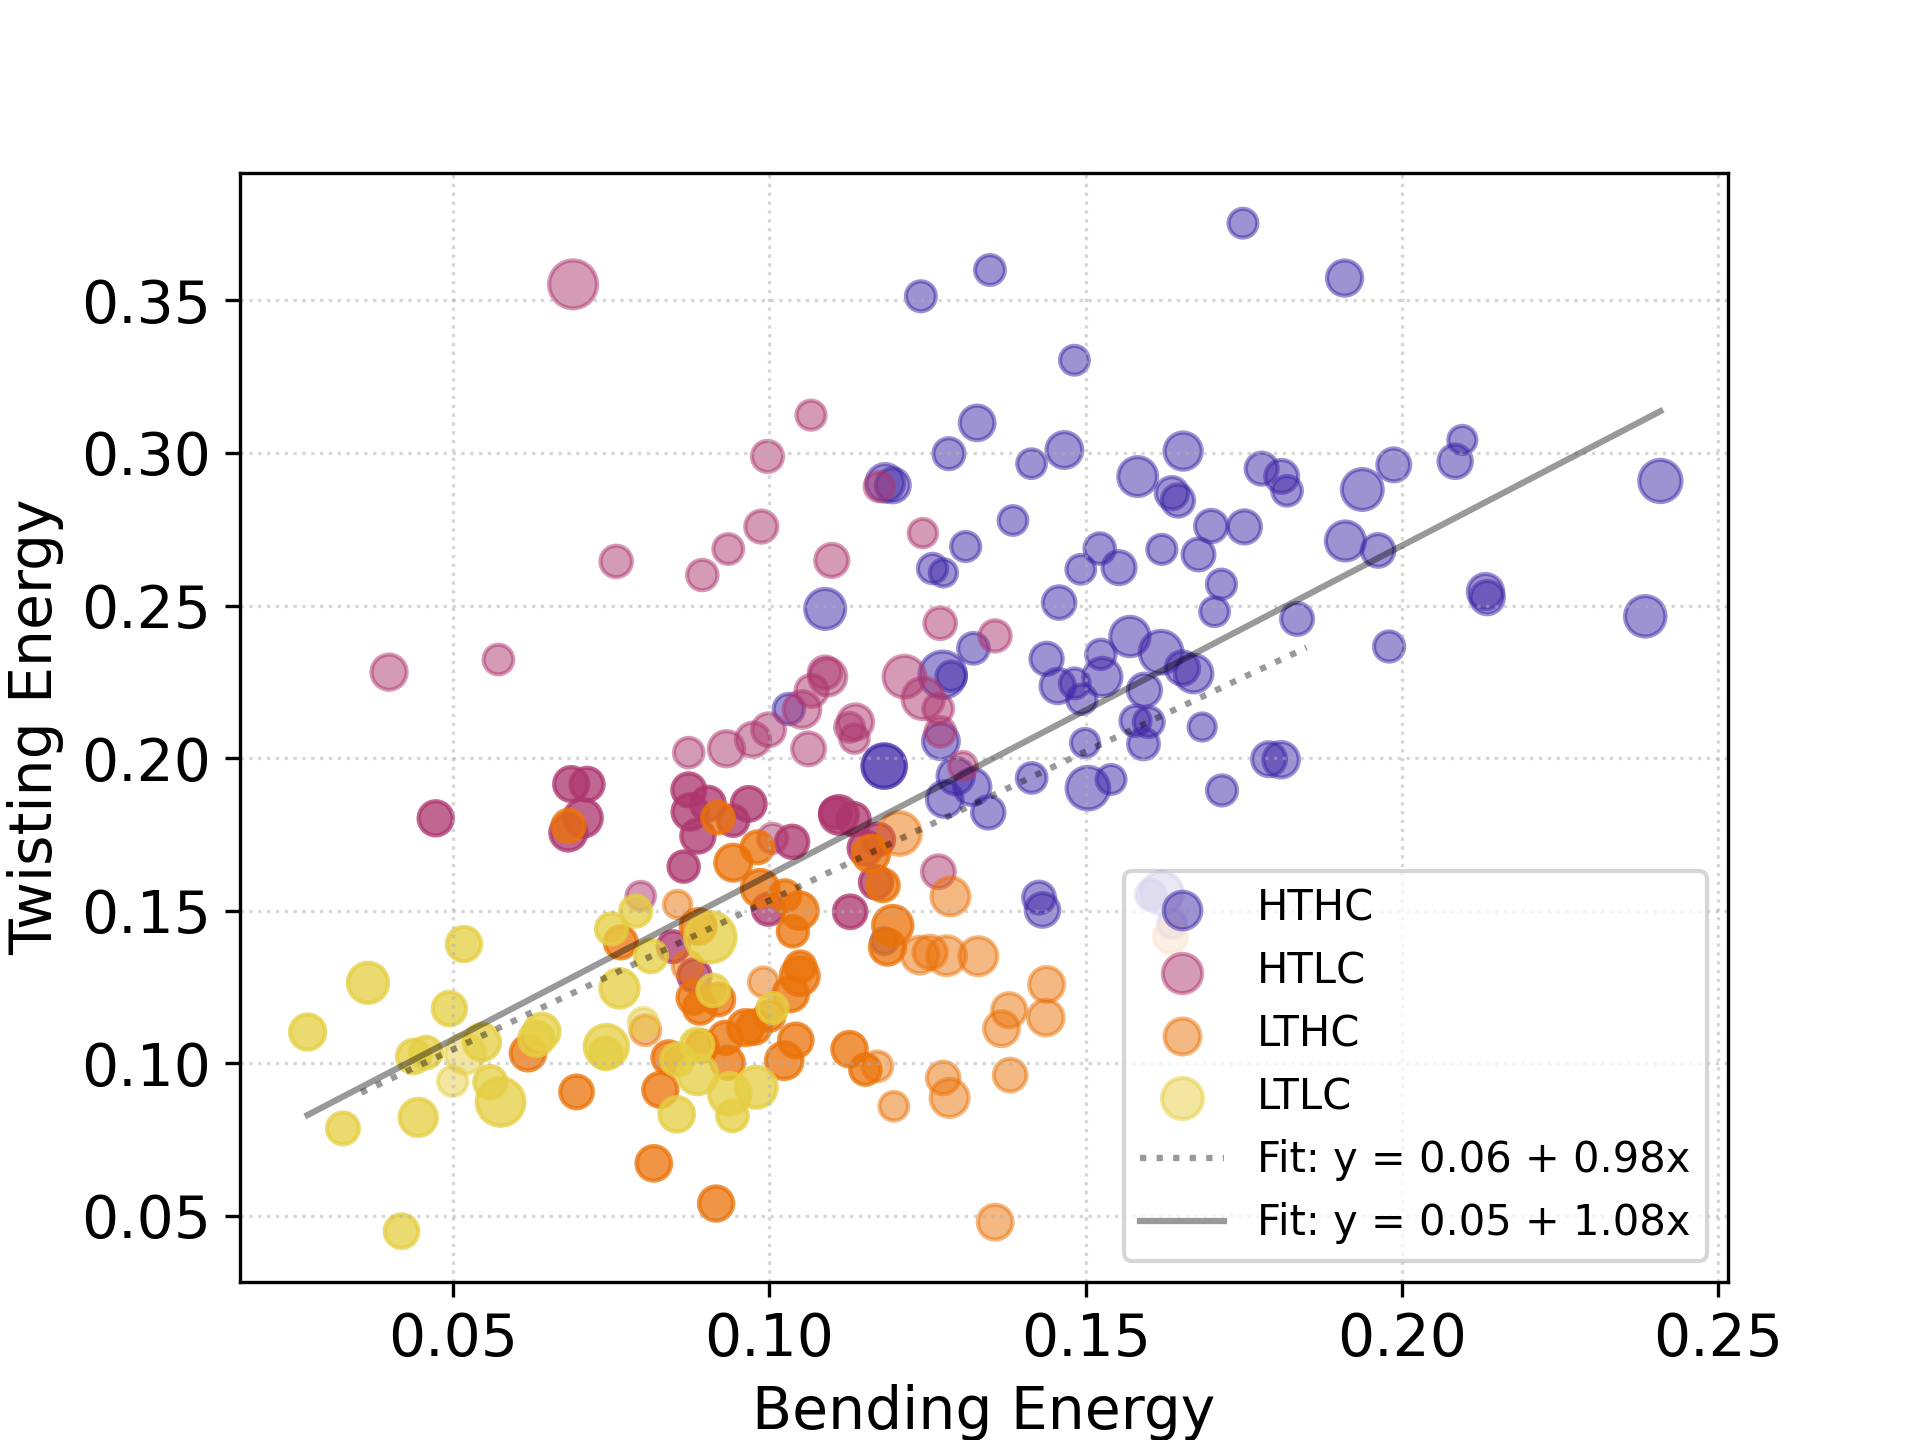 0.35
0.30
0.25
0.20
0.15
0.10
0.05
Twisting Energy
HTHC
HTLC
LTHC
LTLC
Fit: y = 0.06 + 0.98x
Fit: y = 0.05 + 1.08x
0.05
0.10
0.15
0.20
0.25
Bending Energy